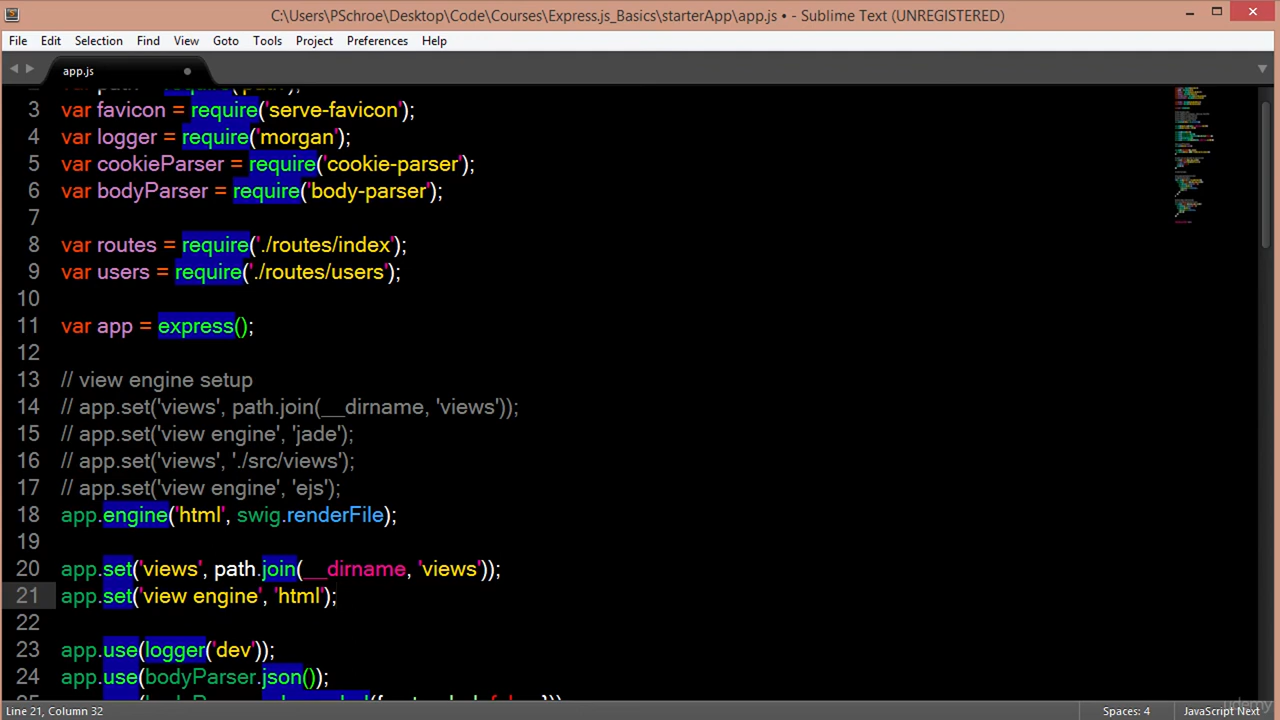 C:\Users\PSchroe\Desktop\Code\Courses\Express.js_Basics\starterApp\app.js • - Sublime Text (UNREGISTERED)
File Edit Selection Find View Goto Tools Project Preferences Help
app.js
3 var favicon = require('serve-favicon');
4 var logger = require('morgan');
5 var cookieParser = require('cookie-parser');
6 var bodyParser = require('body-parser');
7
8 var routes = require('./routes/index');
9 var users = require('./routes/users');
10
11 var app = express();
12
13 // view engine setup
14 // app.set('views', path.join(__dirname, 'views'));
15 // app.set('view engine', 'jade');
16 // app.set('views', './src/views');
17 // app.set('view engine', 'ejs');
18 app.engine('html', swig.renderFile);
19
20 app.set('views', path.join(__dirname, 'views'));
21 app.set('view engine', 'html');
22
23 app.use(logger('dev'));
24 app.use(bodyParser.json());
Line 21, Column 32 Spaces: 4 JavaScript Next
udemy